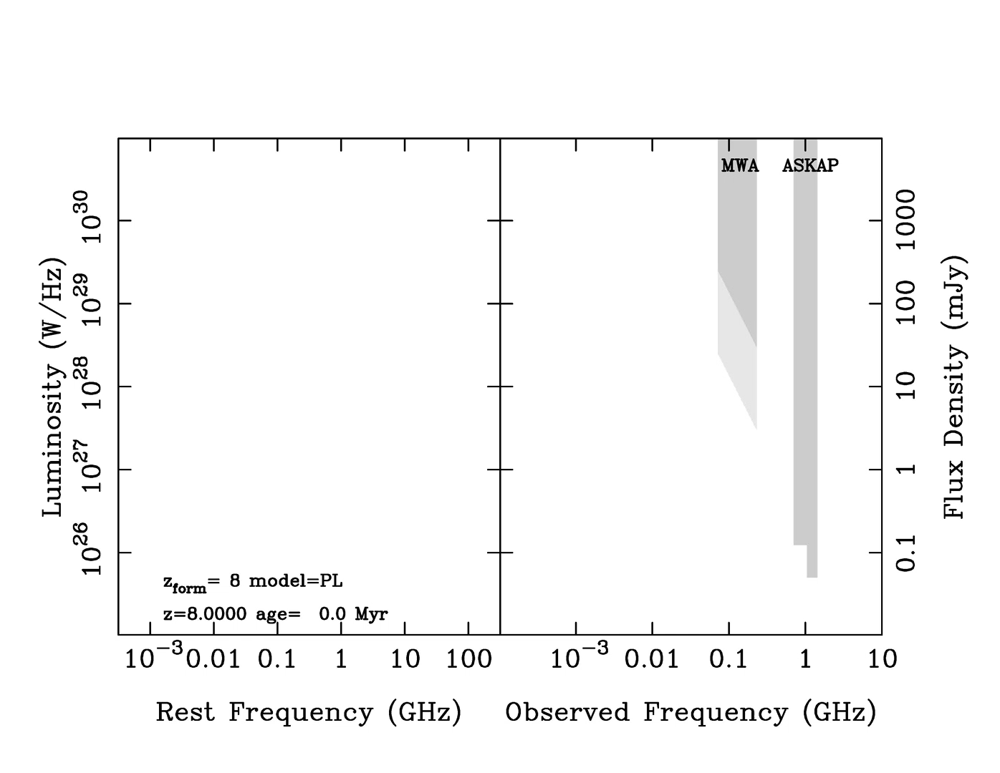 MWA ASKAP
10^30
10^29
10^28
10^27
10^26
Luminosity (W/Hz)
z_form= 8 model=PL
z=8.0000 age= 0.0 Myr
10^-3 0.01 0.1 1 10 100
Rest Frequency (GHz)
10^-3 0.01 0.1 1 10
Observed Frequency (GHz)
1000
100
10
1
0.1
Flux Density (mJy)